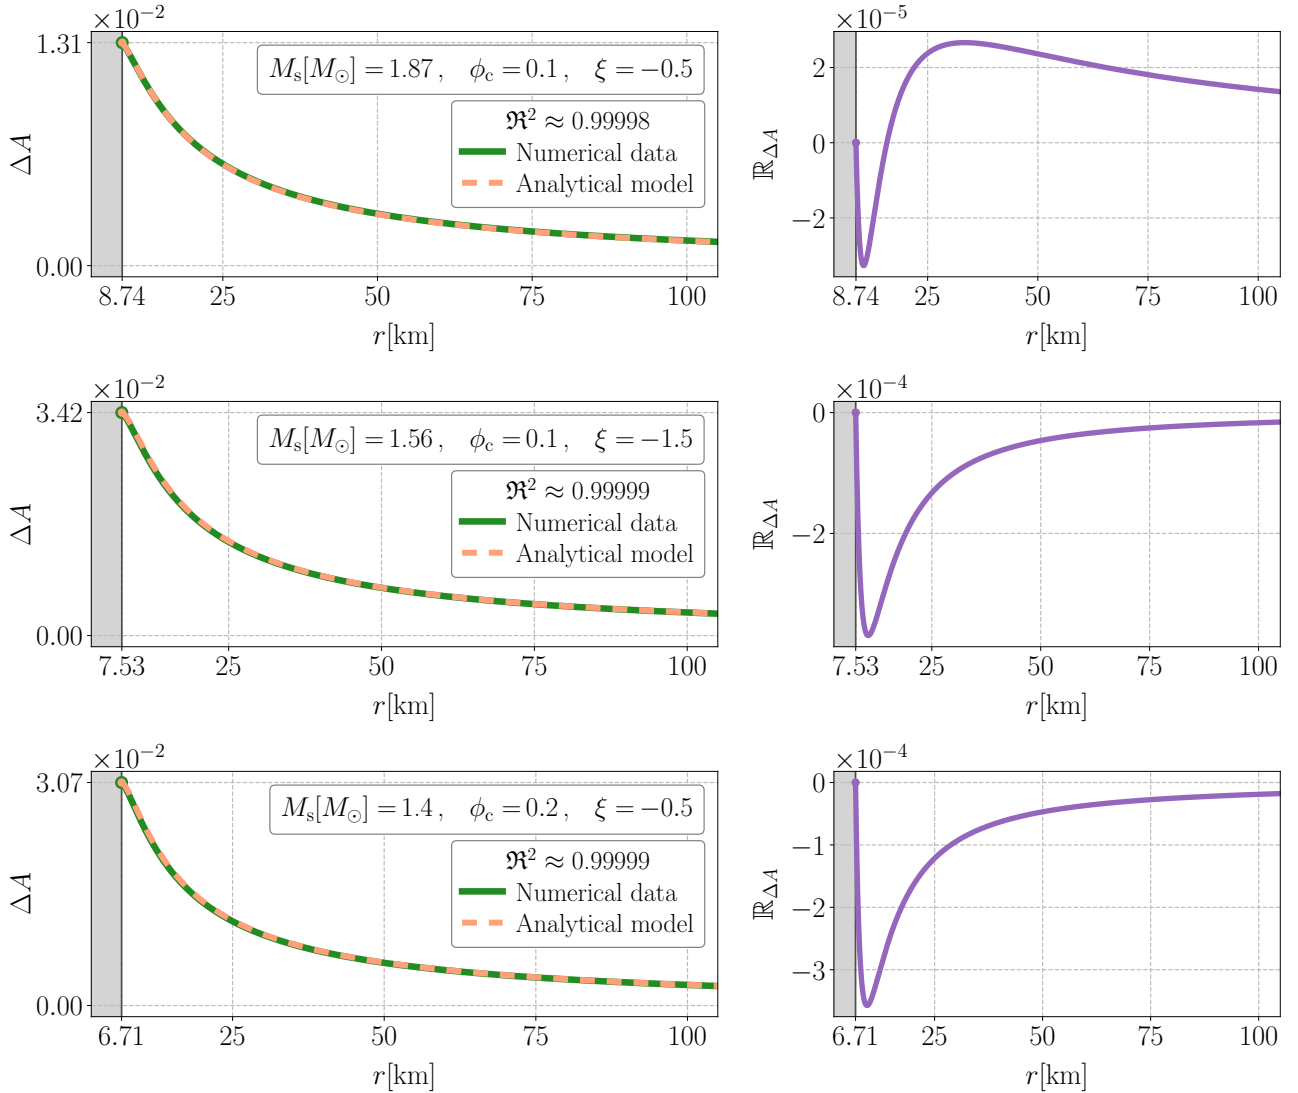 ×10⁻²
1.31
0.00
ΔA
M_s[M_⊙] = 1.87, ϕ_c = 0.1, ξ = −0.5
ℜ² ≈ 0.99998
Numerical data
Analytical model
8.74 25 50 75 100
r[km]
×10⁻⁵
2
0
−2
ℝ_ΔA
8.74 25 50 75 100
r[km]
×10⁻²
3.42
0.00
ΔA
M_s[M_⊙] = 1.56, ϕ_c = 0.1, ξ = −1.5
ℜ² ≈ 0.99999
Numerical data
Analytical model
7.53 25 50 75 100
r[km]
×10⁻⁴
0
−2
ℝ_ΔA
7.53 25 50 75 100
r[km]
×10⁻²
3.07
0.00
ΔA
M_s[M_⊙] = 1.4, ϕ_c = 0.2, ξ = −0.5
ℜ² ≈ 0.99999
Numerical data
Analytical model
6.71 25 50 75 100
r[km]
×10⁻⁴
0
−1
−2
−3
ℝ_ΔA
6.71 25 50 75 100
r[km]